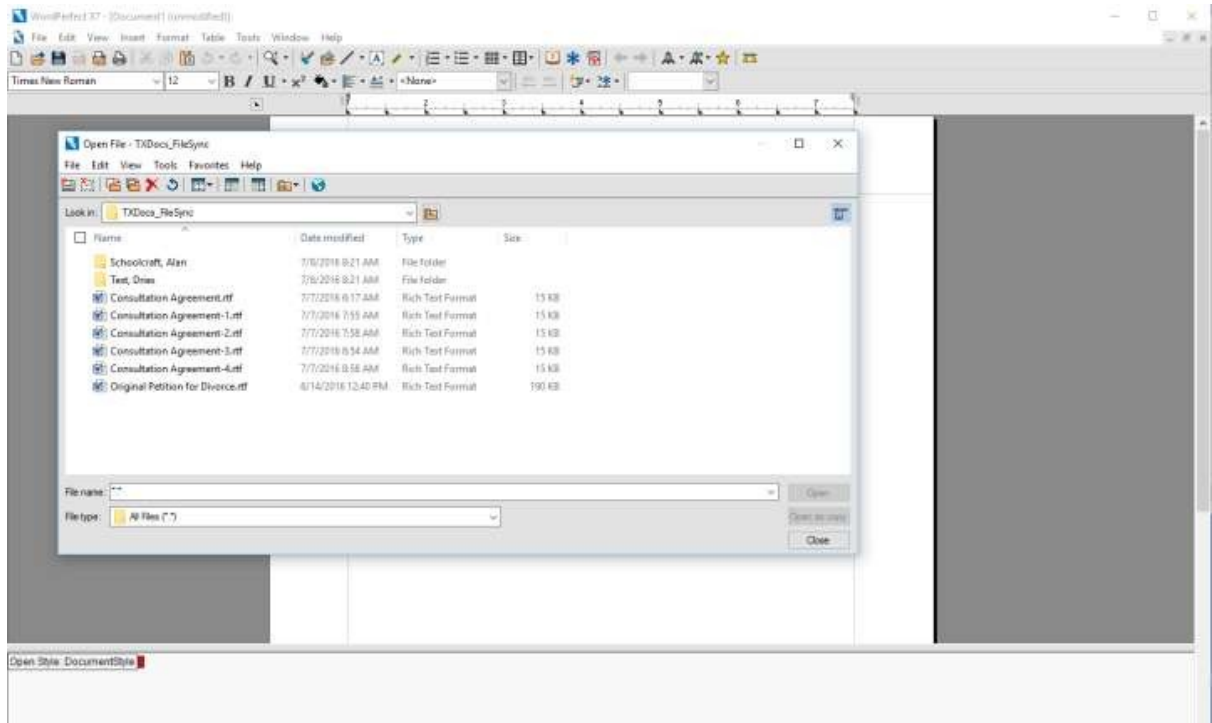 WordPerfect X7 - [Document1 (unmodified)]
File Edit View Insert Format Table Tools Window Help
Times New Roman 12 B I U x² <None>
Open File - TXDocs_FileSync
File Edit View Tools Favorites Help
Look in: TXDocs_FileSync
Name Date modified Type Size
Schoolcraft, Alan 7/8/2016 8:21 AM File folder
Test, Dries 7/8/2016 8:21 AM File folder
Consultation Agreement.rtf 7/7/2016 6:17 AM Rich Text Format 15 KB
Consultation Agreement-1.rtf 7/7/2016 7:55 AM Rich Text Format 15 KB
Consultation Agreement-2.rtf 7/7/2016 7:58 AM Rich Text Format 15 KB
Consultation Agreement-3.rtf 7/7/2016 8:54 AM Rich Text Format 15 KB
Consultation Agreement-4.rtf 7/7/2016 8:58 AM Rich Text Format 15 KB
Original Petition for Divorce.rtf 6/14/2016 12:40 PM Rich Text Format 190 KB
File name:
Open
File type: All Files (*.*)
Open as copy
Close
Open Style: DocumentStyle